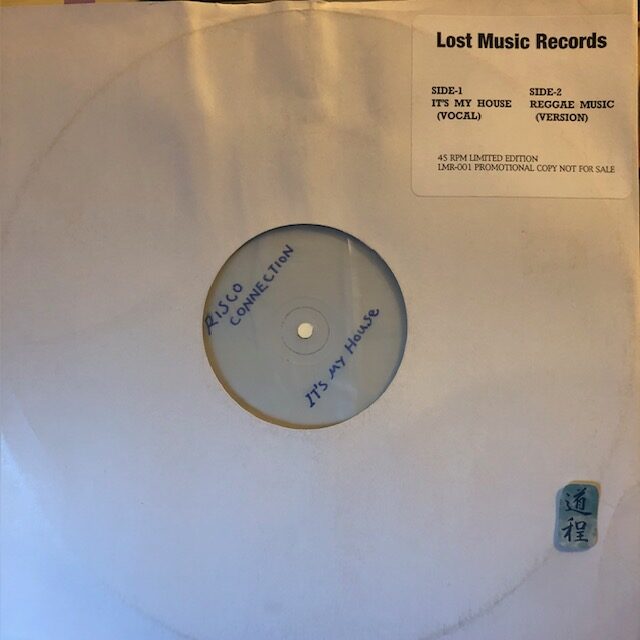 Lost Music Records
SIDE-1
IT'S MY HOUSE
(VOCAL)
SIDE-2
REGGAE MUSIC
(VERSION)
45 RPM LIMITED EDITION
LMR-001 PROMOTIONAL COPY NOT FOR SALE
RISCO
CONNECTION
IT'S MY HOUSE
道
程